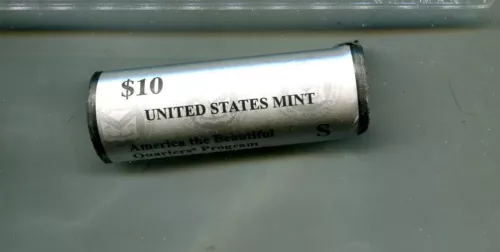 $10
UNITED STATES MINT
America the Beautiful
Quarters® Program
S